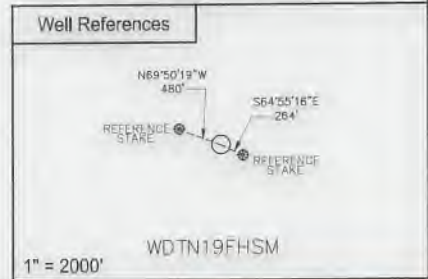 Well References
N69°50'19"W
480'
S64°55'16"E
264'
REFERENCE
STAKE
REFERENCE
STAKE
WDTN19FHSM
1" = 2000'